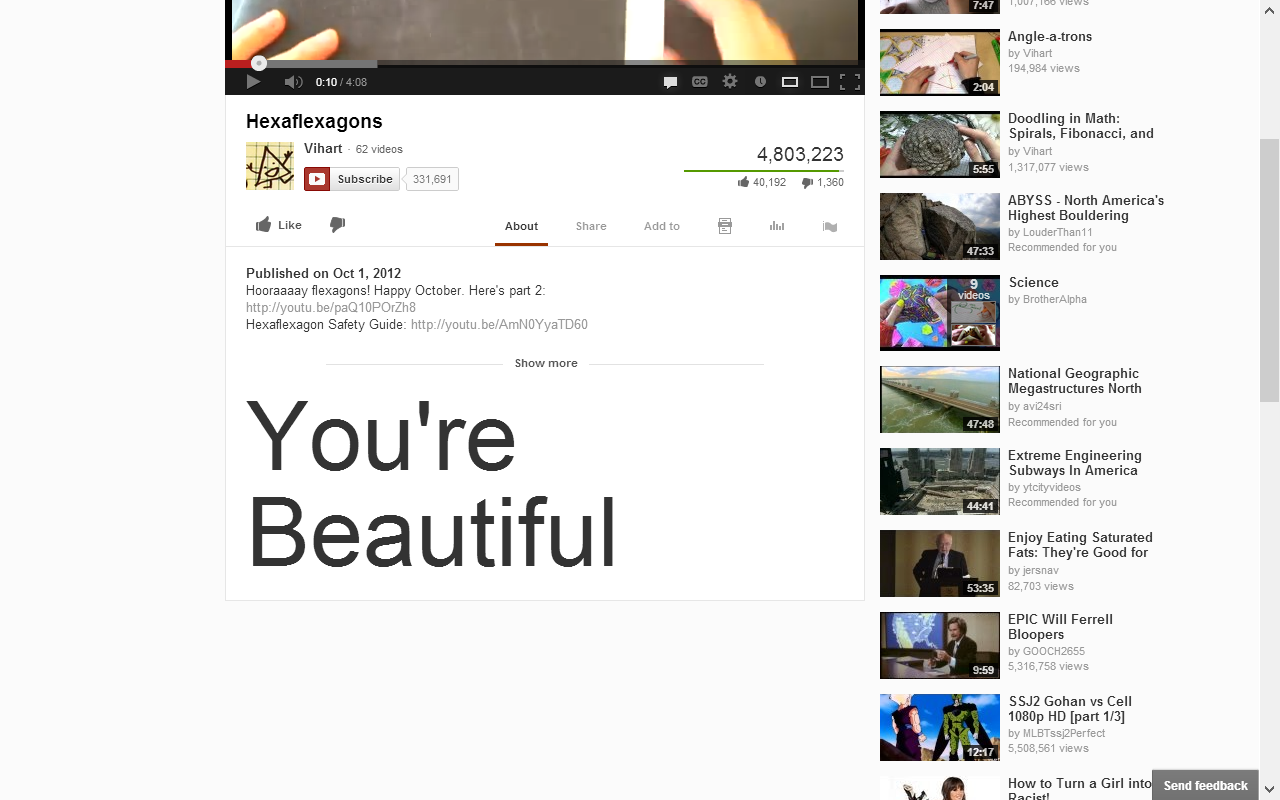 0:10 / 4:08
CC
Hexaflexagons
Vihart · 62 videos
Subscribe 331,691
4,803,223
40,192 1,360
Like
About Share Add to
Published on Oct 1, 2012
Hooraaaay flexagons! Happy October. Here's part 2:
http://youtu.be/paQ10POrZh8
Hexaflexagon Safety Guide: http://youtu.be/AmN0YyaTD60
Show more
You're
Beautiful
7:47
1,007,166 views
Angle-a-trons
by Vihart
194,984 views
2:04
Doodling in Math:
Spirals, Fibonacci, and
by Vihart
1,317,077 views
5:55
ABYSS - North America's
Highest Bouldering
by LouderThan11
Recommended for you
47:33
Science
by BrotherAlpha
9
videos
National Geographic
Megastructures North
by avi24sri
Recommended for you
47:48
Extreme Engineering
Subways In America
by ytcityvideos
Recommended for you
44:41
Enjoy Eating Saturated
Fats: They're Good for
by jersnav
82,703 views
53:35
EPIC Will Ferrell
Bloopers
by GOOCH2655
5,316,758 views
9:59
SSJ2 Gohan vs Cell
1080p HD [part 1/3]
by MLBTssj2Perfect
5,508,561 views
12:17
How to Turn a Girl into
Racist!
Send feedback